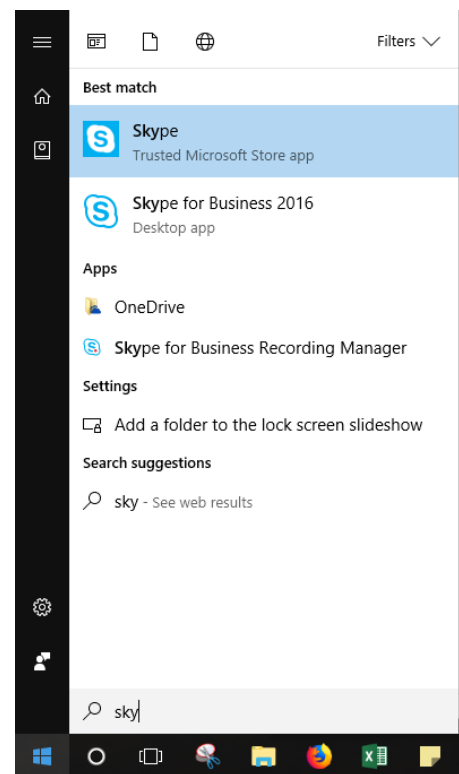 Filters
Best match
Skype
Trusted Microsoft Store app
Skype for Business 2016
Desktop app
Apps
OneDrive
Skype for Business Recording Manager
Settings
Add a folder to the lock screen slideshow
Search suggestions
sky - See web results
sky